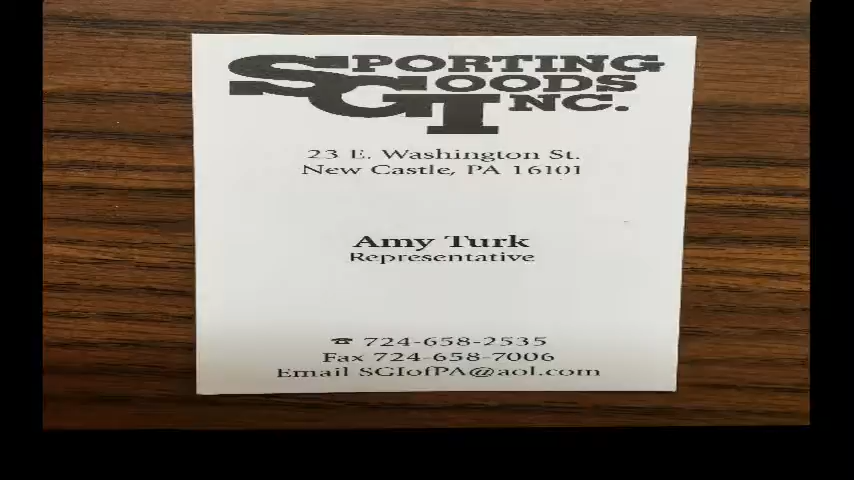 SPORTING
GOODS
INC.
23 E. Washington St.
New Castle, PA 16101
Amy Turk
Representative
☎ 724-658-2535
Fax 724-658-7006
Email SGIofPA@aol.com